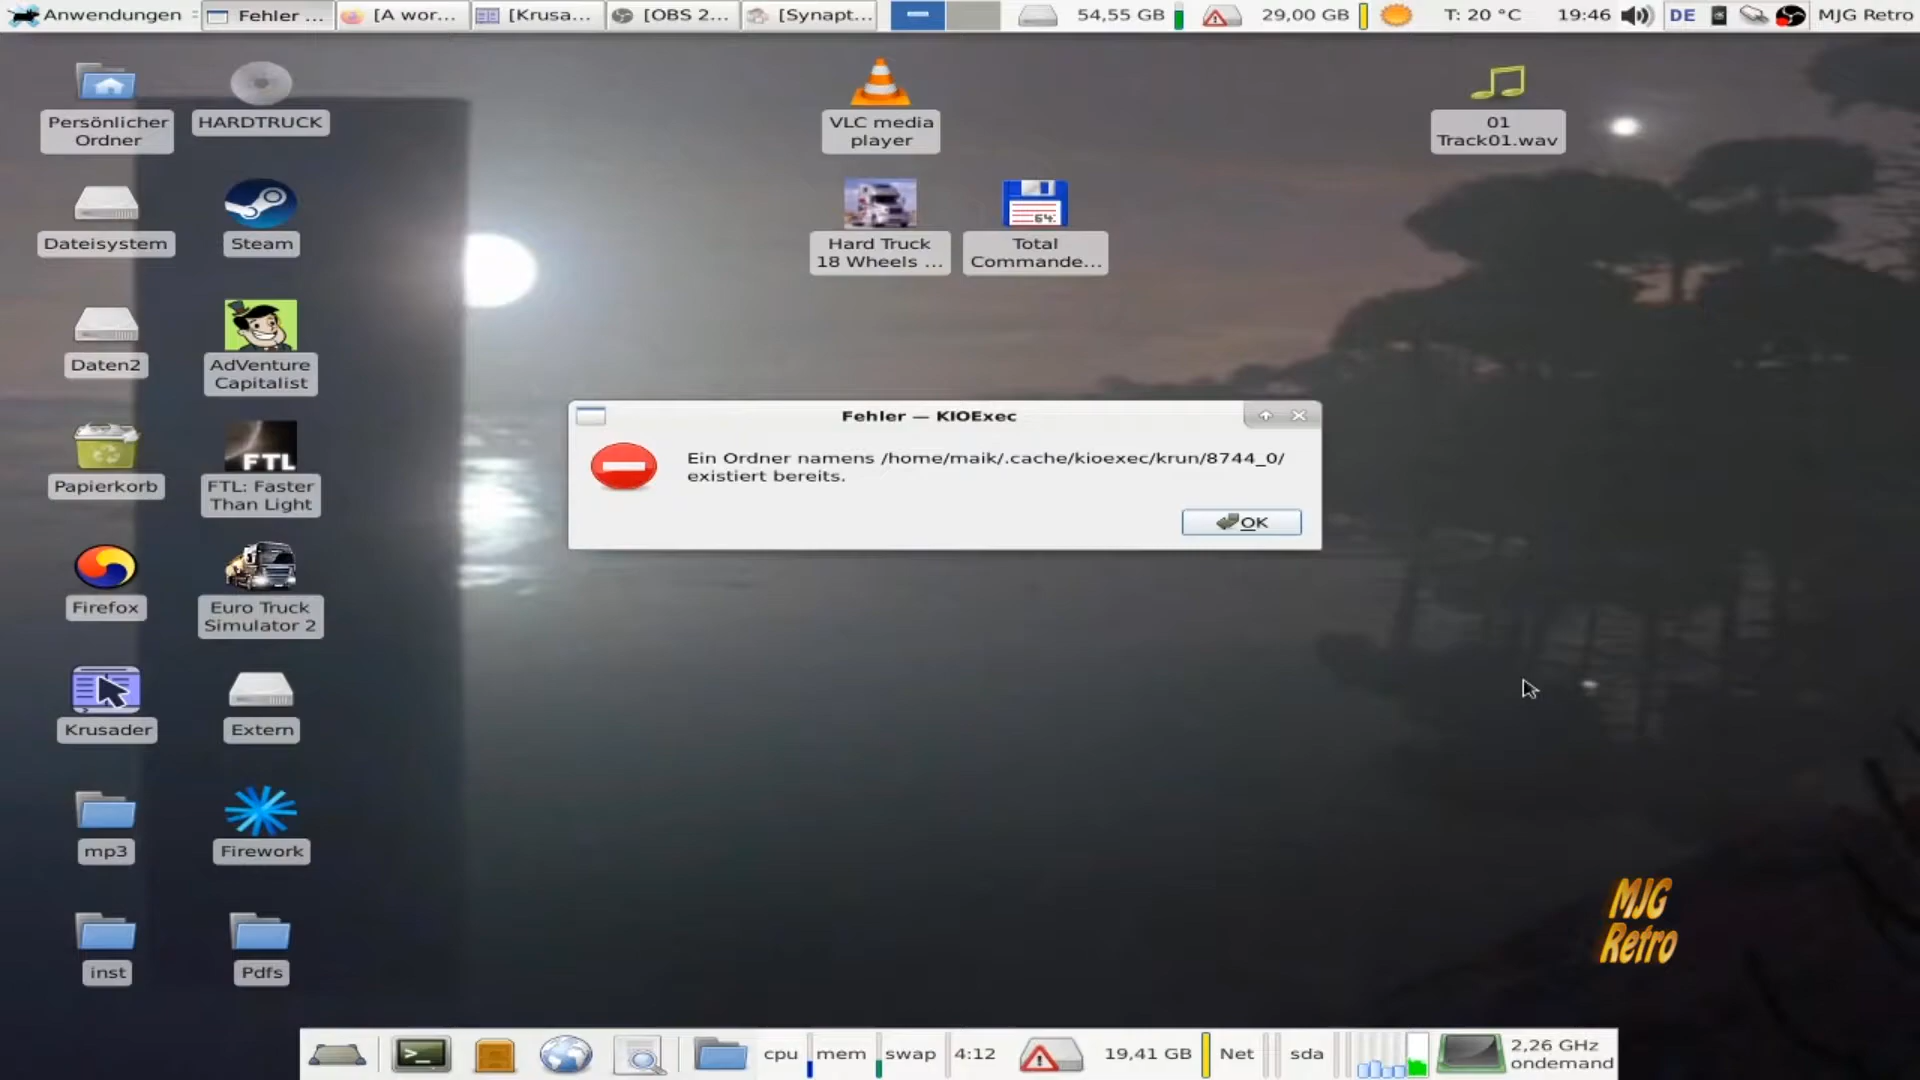 Anwendungen
Fehler ...
[A wor...
[Krusa...
[OBS 2...
[Synapt...
54,55 GB
29,00 GB
T: 20 °C
19:46
DE
MJG Retro
Persönlicher
Ordner
HARDTRUCK
VLC media
player
01
Track01.wav
Dateisystem
Steam
Hard Truck
18 Wheels ...
64
Total
Commande...
Daten2
AdVenture
Capitalist
Fehler — KIOExec
Ein Ordner namens /home/maik/.cache/kioexec/krun/8744_0/
existiert bereits.
OK
Papierkorb
FTL
FTL: Faster
Than Light
Firefox
Euro Truck
Simulator 2
Krusader
Extern
mp3
Firework
MJG
Retro
inst
Pdfs
cpu
mem
swap
4:12
19,41 GB
Net
sda
2,26 GHz
ondemand